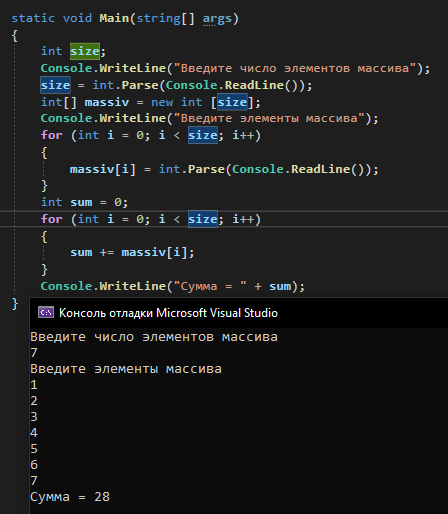 static void Main(string[] args)
{
int size;
Console.WriteLine("Введите число элементов массива");
size = int.Parse(Console.ReadLine());
int[] massiv = new int [size];
Console.WriteLine("Введите элементы массива");
for (int i = 0; i < size; i++)
{
massiv[i] = int.Parse(Console.ReadLine());
}
int sum = 0;
for (int i = 0; i < size; i++)
{
sum += massiv[i];
}
Console.WriteLine("Сумма = " + sum);
}
C:\ Консоль отладки Microsoft Visual Studio
Введите число элементов массива
7
Введите элементы массива
1
2
3
4
5
6
7
Сумма = 28